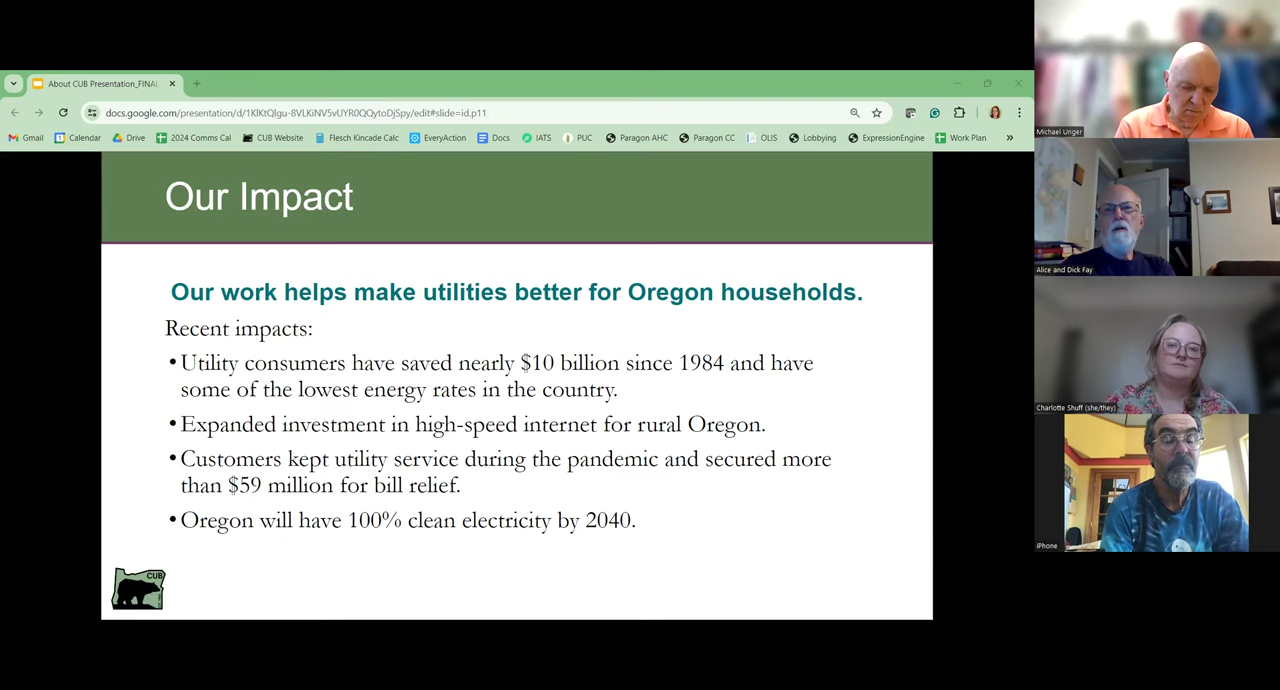 About CUB Presentation_FINAL
docs.google.com/presentation/d/1KlKtQlgu-8VLKiNV5vUYR0QQytoDjSpy/edit#slide=id.p11
Gmail Calendar Drive 2024 Comms Cal CUB Website Flesch Kincade Calc EveryAction Docs IATS PUC Paragon AHC Paragon CC OLIS Lobbying ExpressionEngine Work Plan »
Our Impact
Our work helps make utilities better for Oregon households.
Recent impacts:
•Utility consumers have saved nearly $10 billion since 1984 and have
some of the lowest energy rates in the country.
•Expanded investment in high-speed internet for rural Oregon.
•Customers kept utility service during the pandemic and secured more
than $59 million for bill relief.
•Oregon will have 100% clean electricity by 2040.
CUB
Michael Unger
Alice and Dick Fay
Charlotte Shuff (she/they)
iPhone